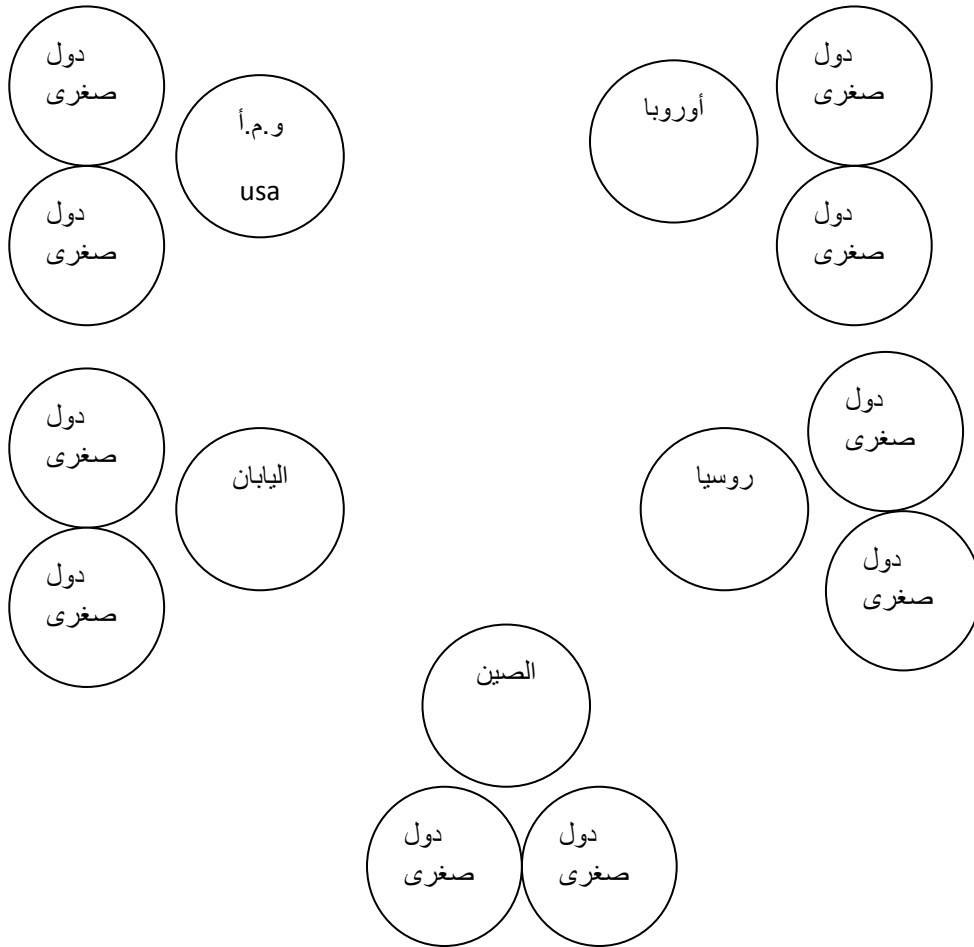 دول
صغرى
و.م.أ
usa
دول
صغرى
أوروبا
دول
صغرى
دول
صغرى
دول
صغرى
اليابان
دول
صغرى
روسيا
دول
صغرى
دول
صغرى
الصين
دول
صغرى
دول
صغرى